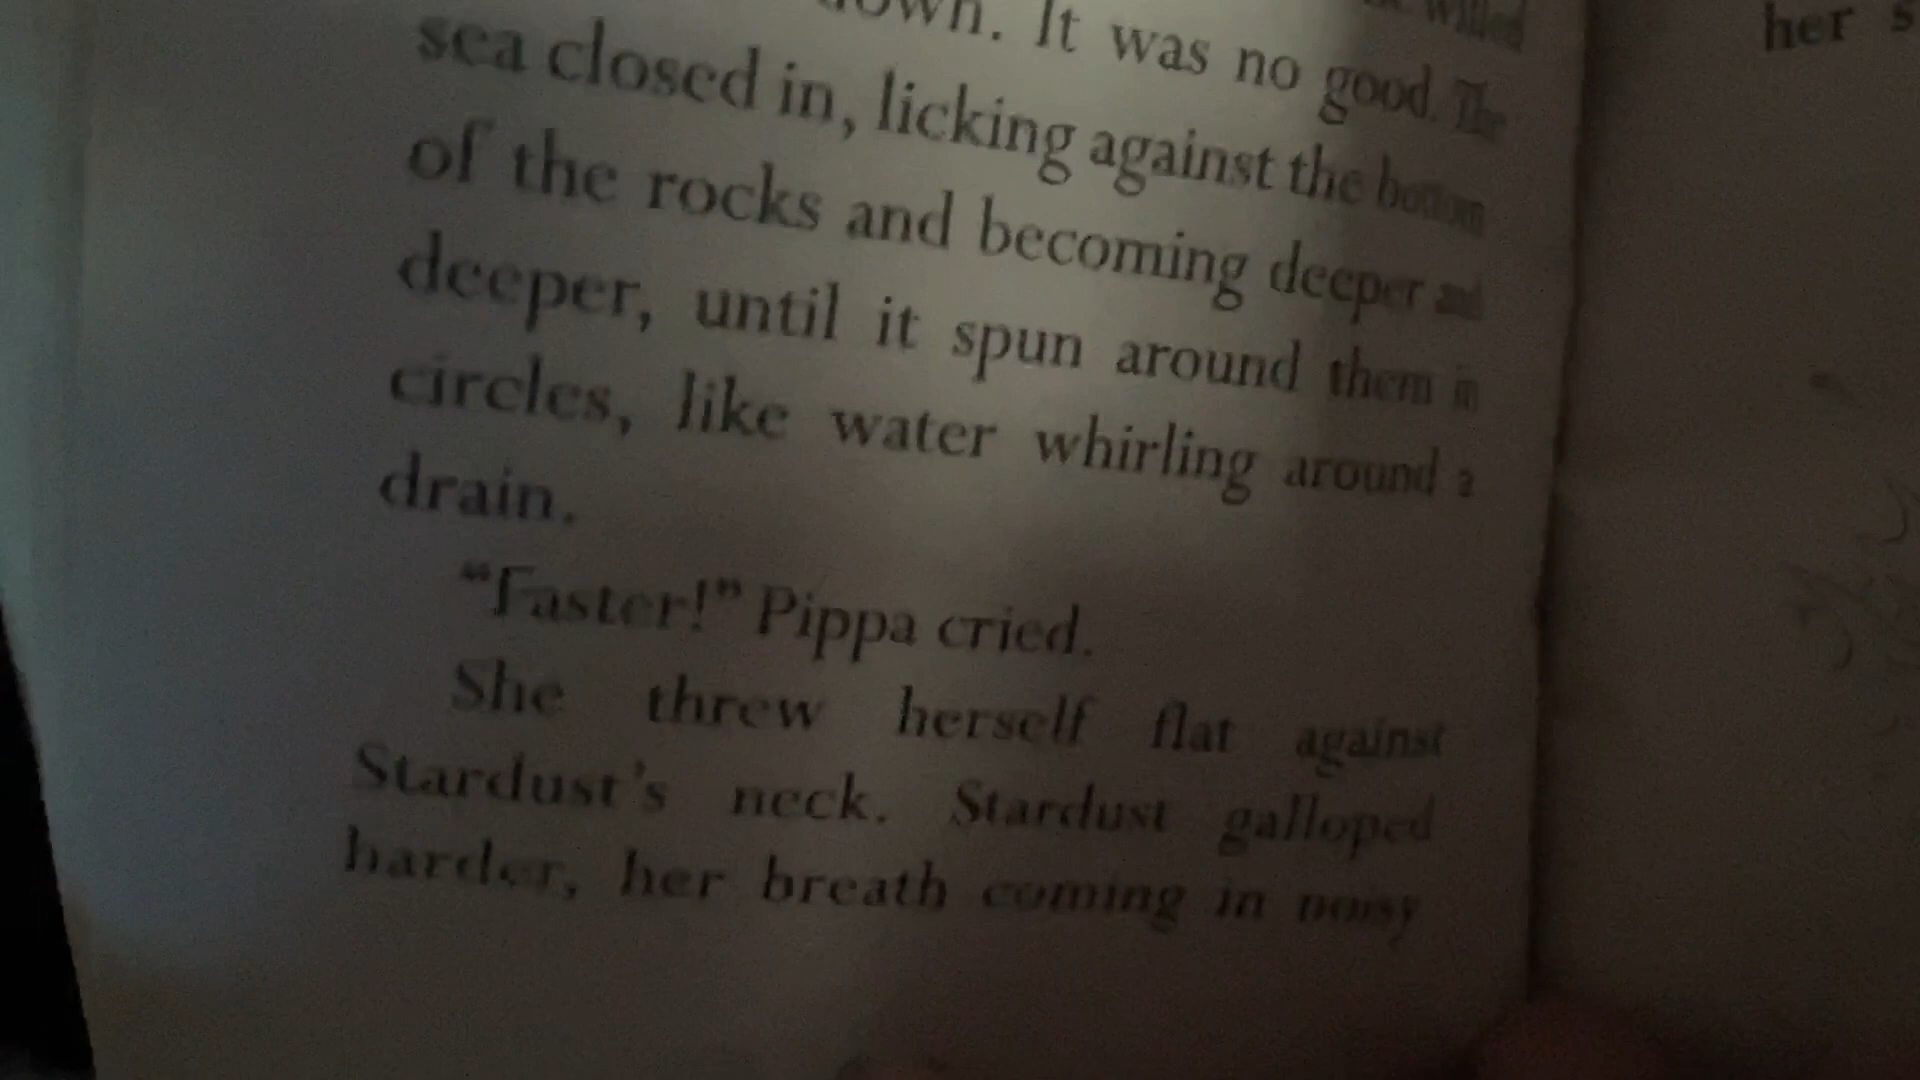 down. It was no good. The
sea closed in, licking against the bottom
of the rocks and becoming deeper and
deeper, until it spun around them in
circles, like water whirling around a
drain.
"Faster!" Pippa cried.
She threw herself flat against
Stardust's neck. Stardust galloped
harder, her breath coming in noisy
her